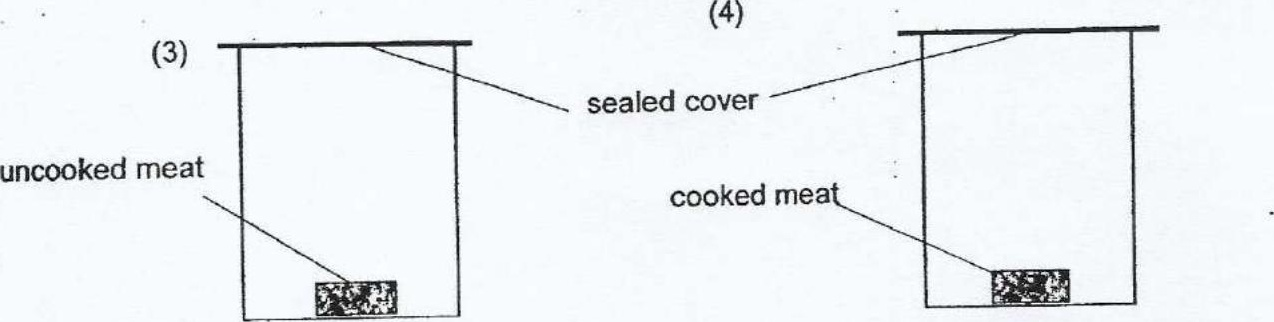 (4)
(3)
sealed cover
uncooked meat
cooked meat